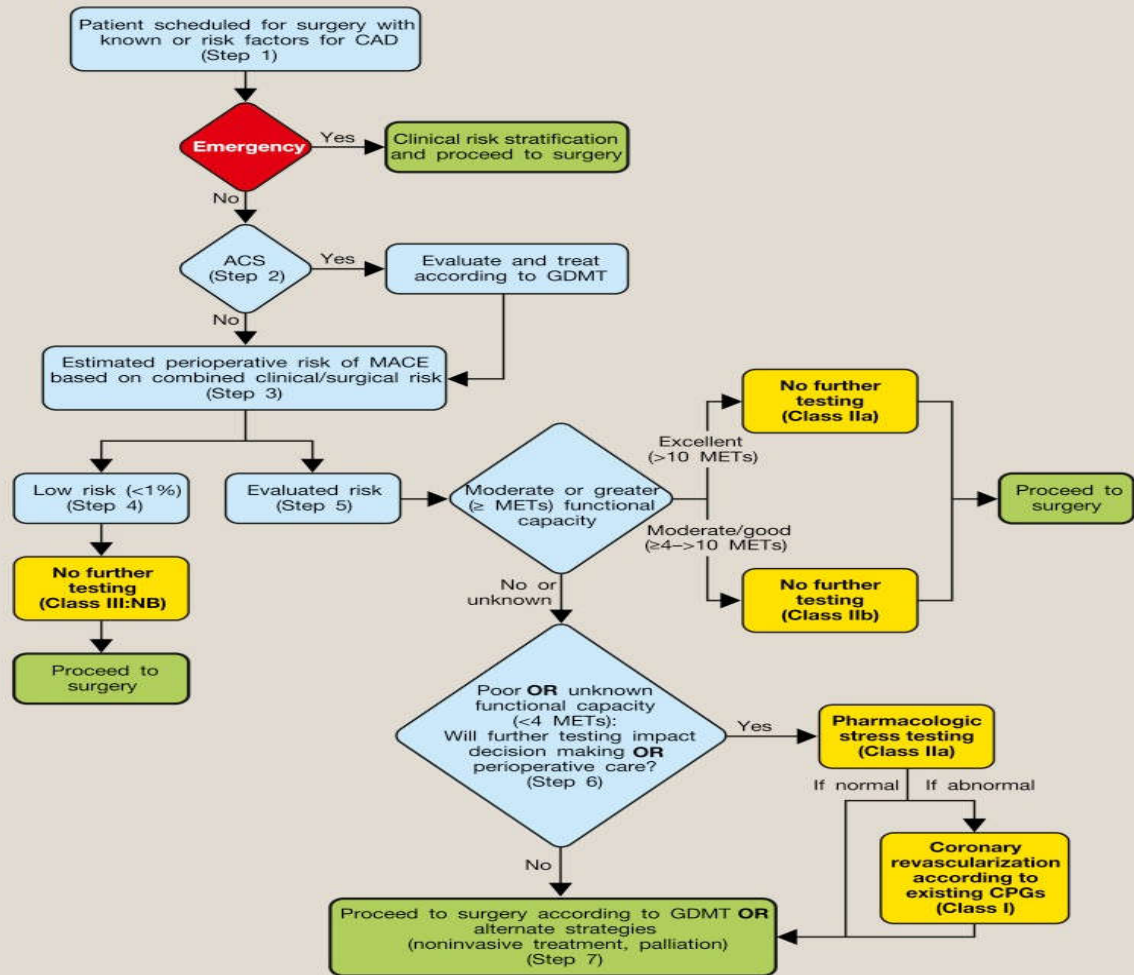 Patient scheduled for surgery with
known or risk factors for CAD
(Step 1)
Emergency
Yes
Clinical risk stratification
and proceed to surgery
No
ACS
(Step 2)
Yes
Evaluate and treat
according to GDMT
No
Estimated perioperative risk of MACE
based on combined clinical/surgical risk
(Step 3)
Low risk (<1%)
(Step 4)
No further
testing
(Class III:NB)
Proceed to
surgery
Evaluated risk
(Step 5)
Moderate or greater
(≥ METs) functional
capacity
Excellent
(>10 METs)
No further
testing
(Class IIa)
Moderate/good
(≥4–>10 METs)
No further
testing
(Class IIb)
Proceed to
surgery
No or
unknown
Poor OR unknown
functional capacity
(<4 METs):
Will further testing impact
decision making OR
perioperative care?
(Step 6)
Yes
Pharmacologic
stress testing
(Class IIa)
If normal
If abnormal
Coronary
revascularization
according to
existing CPGs
(Class I)
No
Proceed to surgery according to GDMT OR
alternate strategies
(noninvasive treatment, palliation)
(Step 7)